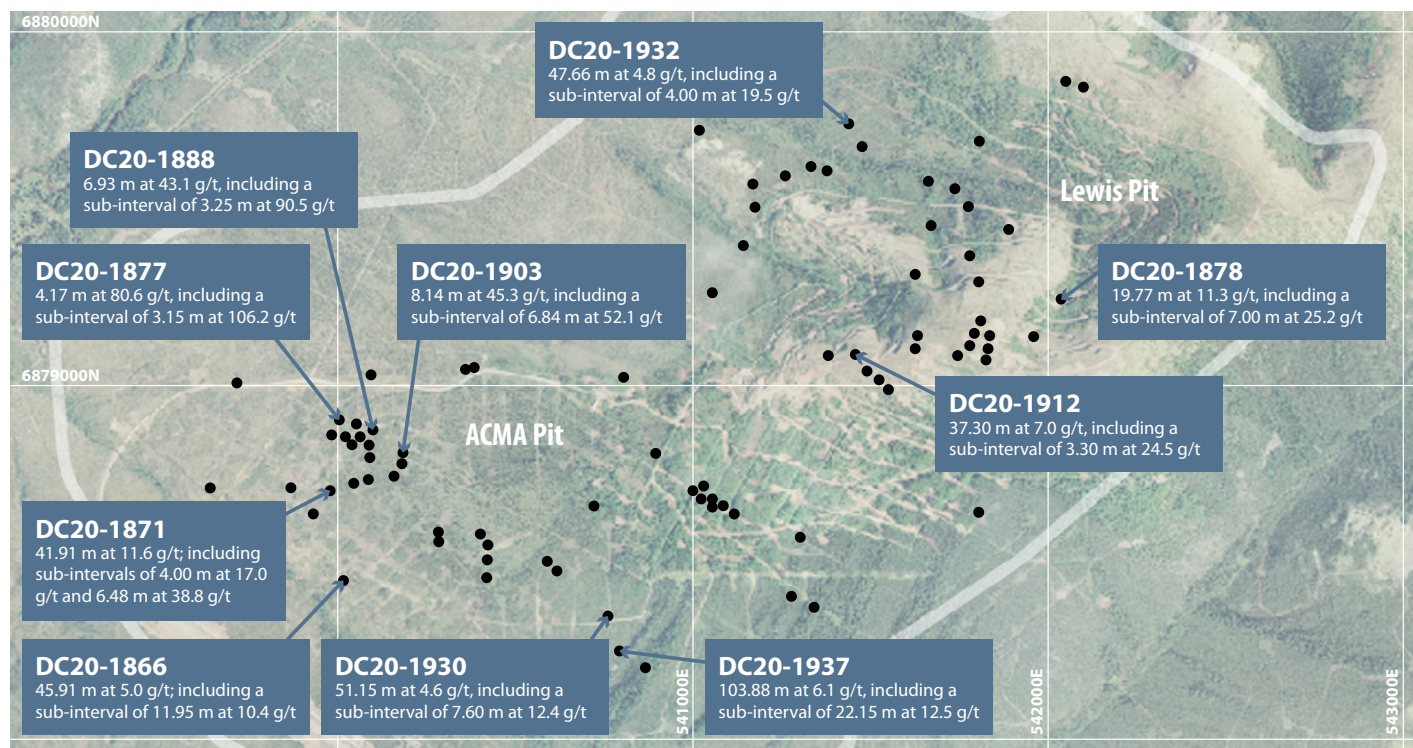 6880000N
DC20-1932
47.66 m at 4.8 g/t, including a
sub-interval of 4.00 m at 19.5 g/t
DC20-1888
6.93 m at 43.1 g/t, including a
sub-interval of 3.25 m at 90.5 g/t
Lewis Pit
DC20-1877
4.17 m at 80.6 g/t, including a
sub-interval of 3.15 m at 106.2 g/t
DC20-1903
8.14 m at 45.3 g/t, including a
sub-interval of 6.84 m at 52.1 g/t
DC20-1878
19.77 m at 11.3 g/t, including a
sub-interval of 7.00 m at 25.2 g/t
6879000N
DC20-1912
37.30 m at 7.0 g/t, including a
sub-interval of 3.30 m at 24.5 g/t
ACMA Pit
DC20-1871
41.91 m at 11.6 g/t; including
sub-intervals of 4.00 m at 17.0
g/t and 6.48 m at 38.8 g/t
DC20-1866
45.91 m at 5.0 g/t; including a
sub-interval of 11.95 m at 10.4 g/t
DC20-1930
51.15 m at 4.6 g/t, including a
sub-interval of 7.60 m at 12.4 g/t
DC20-1937
103.88 m at 6.1 g/t, including a
sub-interval of 22.15 m at 12.5 g/t
541000E
542000E
543000E